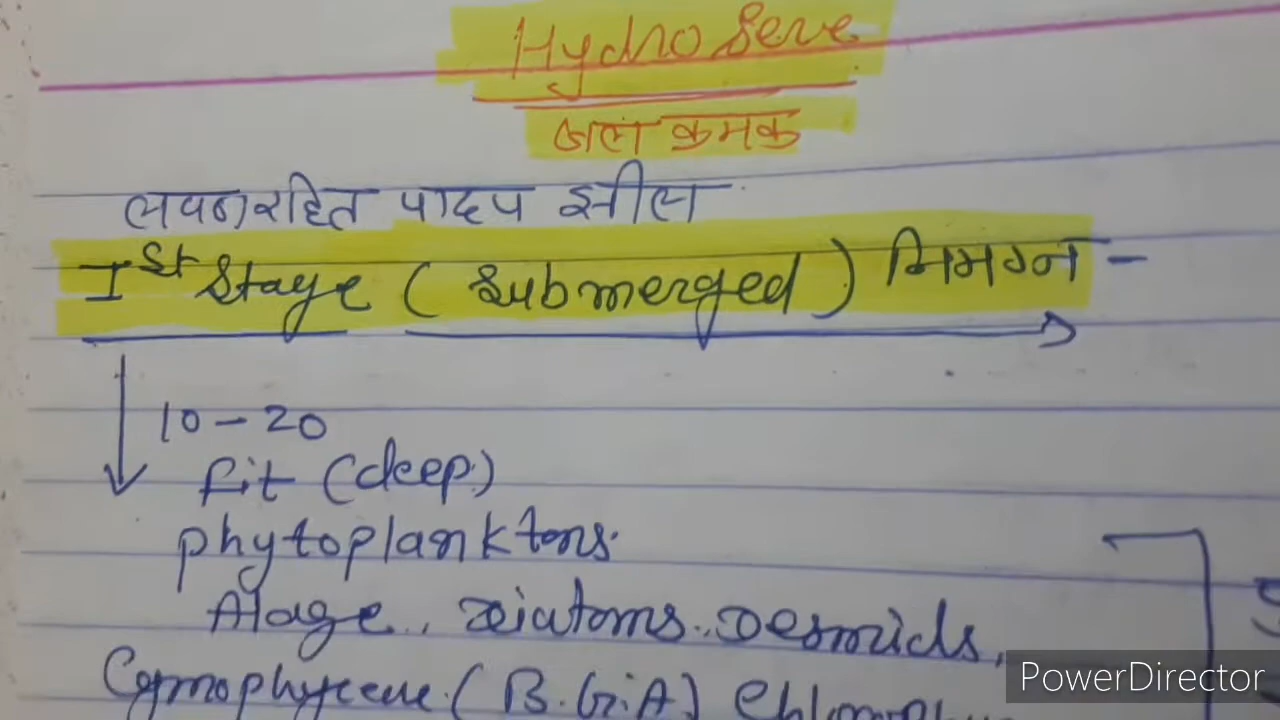 Hydro Sere
जल क्रमक
लवणरहित पादप झील
Ist Stage ( Submerged ) निमग्न -
10 - 20
fit (deep)
phytoplanktons.
Alage, Diatoms, Desmids,
(B.G.A)
PowerDirector